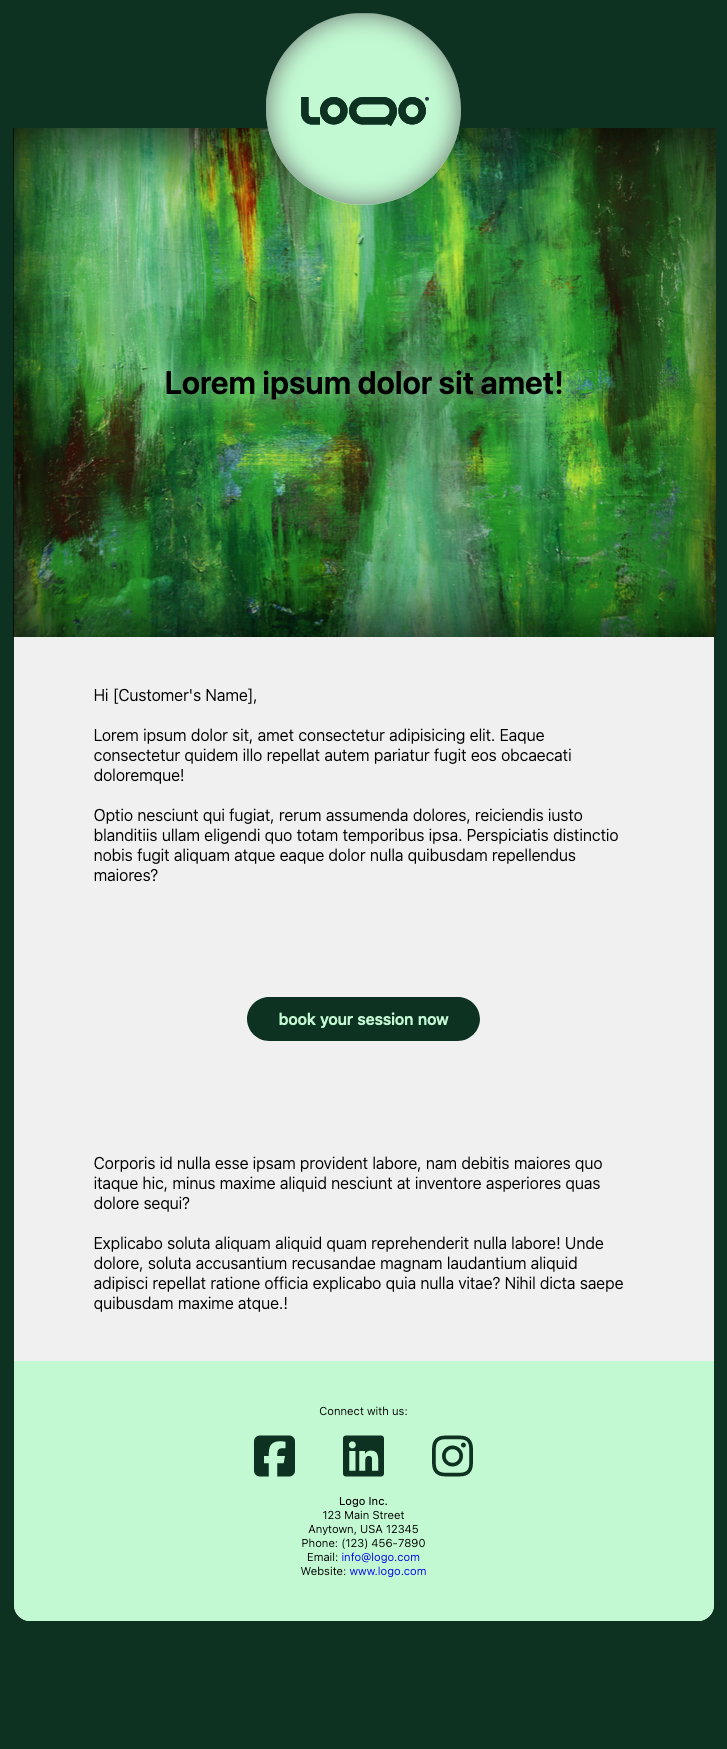 LOGO
Lorem ipsum dolor sit amet!
Hi [Customer's Name],
Lorem ipsum dolor sit, amet consectetur adipisicing elit. Eaque
consectetur quidem illo repellat autem pariatur fugit eos obcaecati
doloremque!
Optio nesciunt qui fugiat, rerum assumenda dolores, reiciendis iusto
blanditiis ullam eligendi quo totam temporibus ipsa. Perspiciatis distinctio
nobis fugit aliquam atque eaque dolor nulla quibusdam repellendus
maiores?
book your session now
Corporis id nulla esse ipsam provident labore, nam debitis maiores quo
itaque hic, minus maxime aliquid nesciunt at inventore asperiores quas
dolore sequi?
Explicabo soluta aliquam aliquid quam reprehenderit nulla labore! Unde
dolore, soluta accusantium recusandae magnam laudantium aliquid
adipisci repellat ratione officia explicabo quia nulla vitae? Nihil dicta saepe
quibusdam maxime atque.!
Connect with us:
Logo Inc.
123 Main Street
Anytown, USA 12345
Phone: (123) 456-7890
Email: info@logo.com
Website: www.logo.com